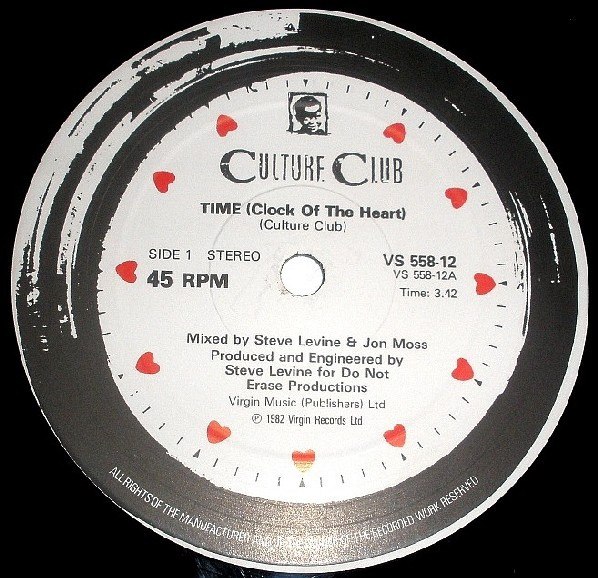 CULTURE CLUB
TIME (Clock Of The Heart)
(Culture Club)
SIDE 1 STEREO
45 RPM
VS 558-12
VS 558-12A
Time: 3.12
Mixed by Steve Levine & Jon Moss
Produced and Engineered by
Steve Levine for Do Not
Erase Productions
Virgin Music (Publishers) Ltd
℗ 1982 Virgin Records Ltd
ALL RIGHTS OF THE MANUFACTURER AND OF THE RECORDED WORK RESERVED